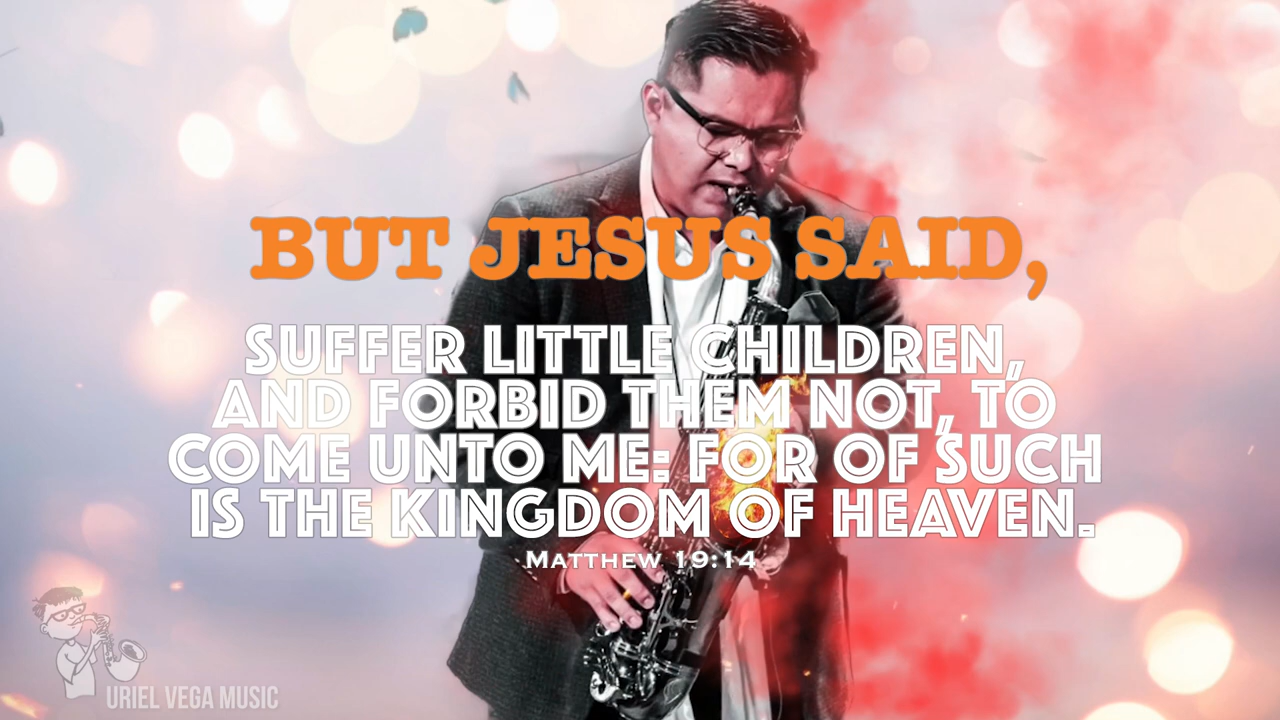 BUT JESUS SAID,
SUFFER LITTLE CHILDREN,
AND FORBID THEM NOT, TO
COME UNTO ME: FOR OF SUCH
IS THE KINGDOM OF HEAVEN.
MATTHEW 19:14
URIEL VEGA MUSIC